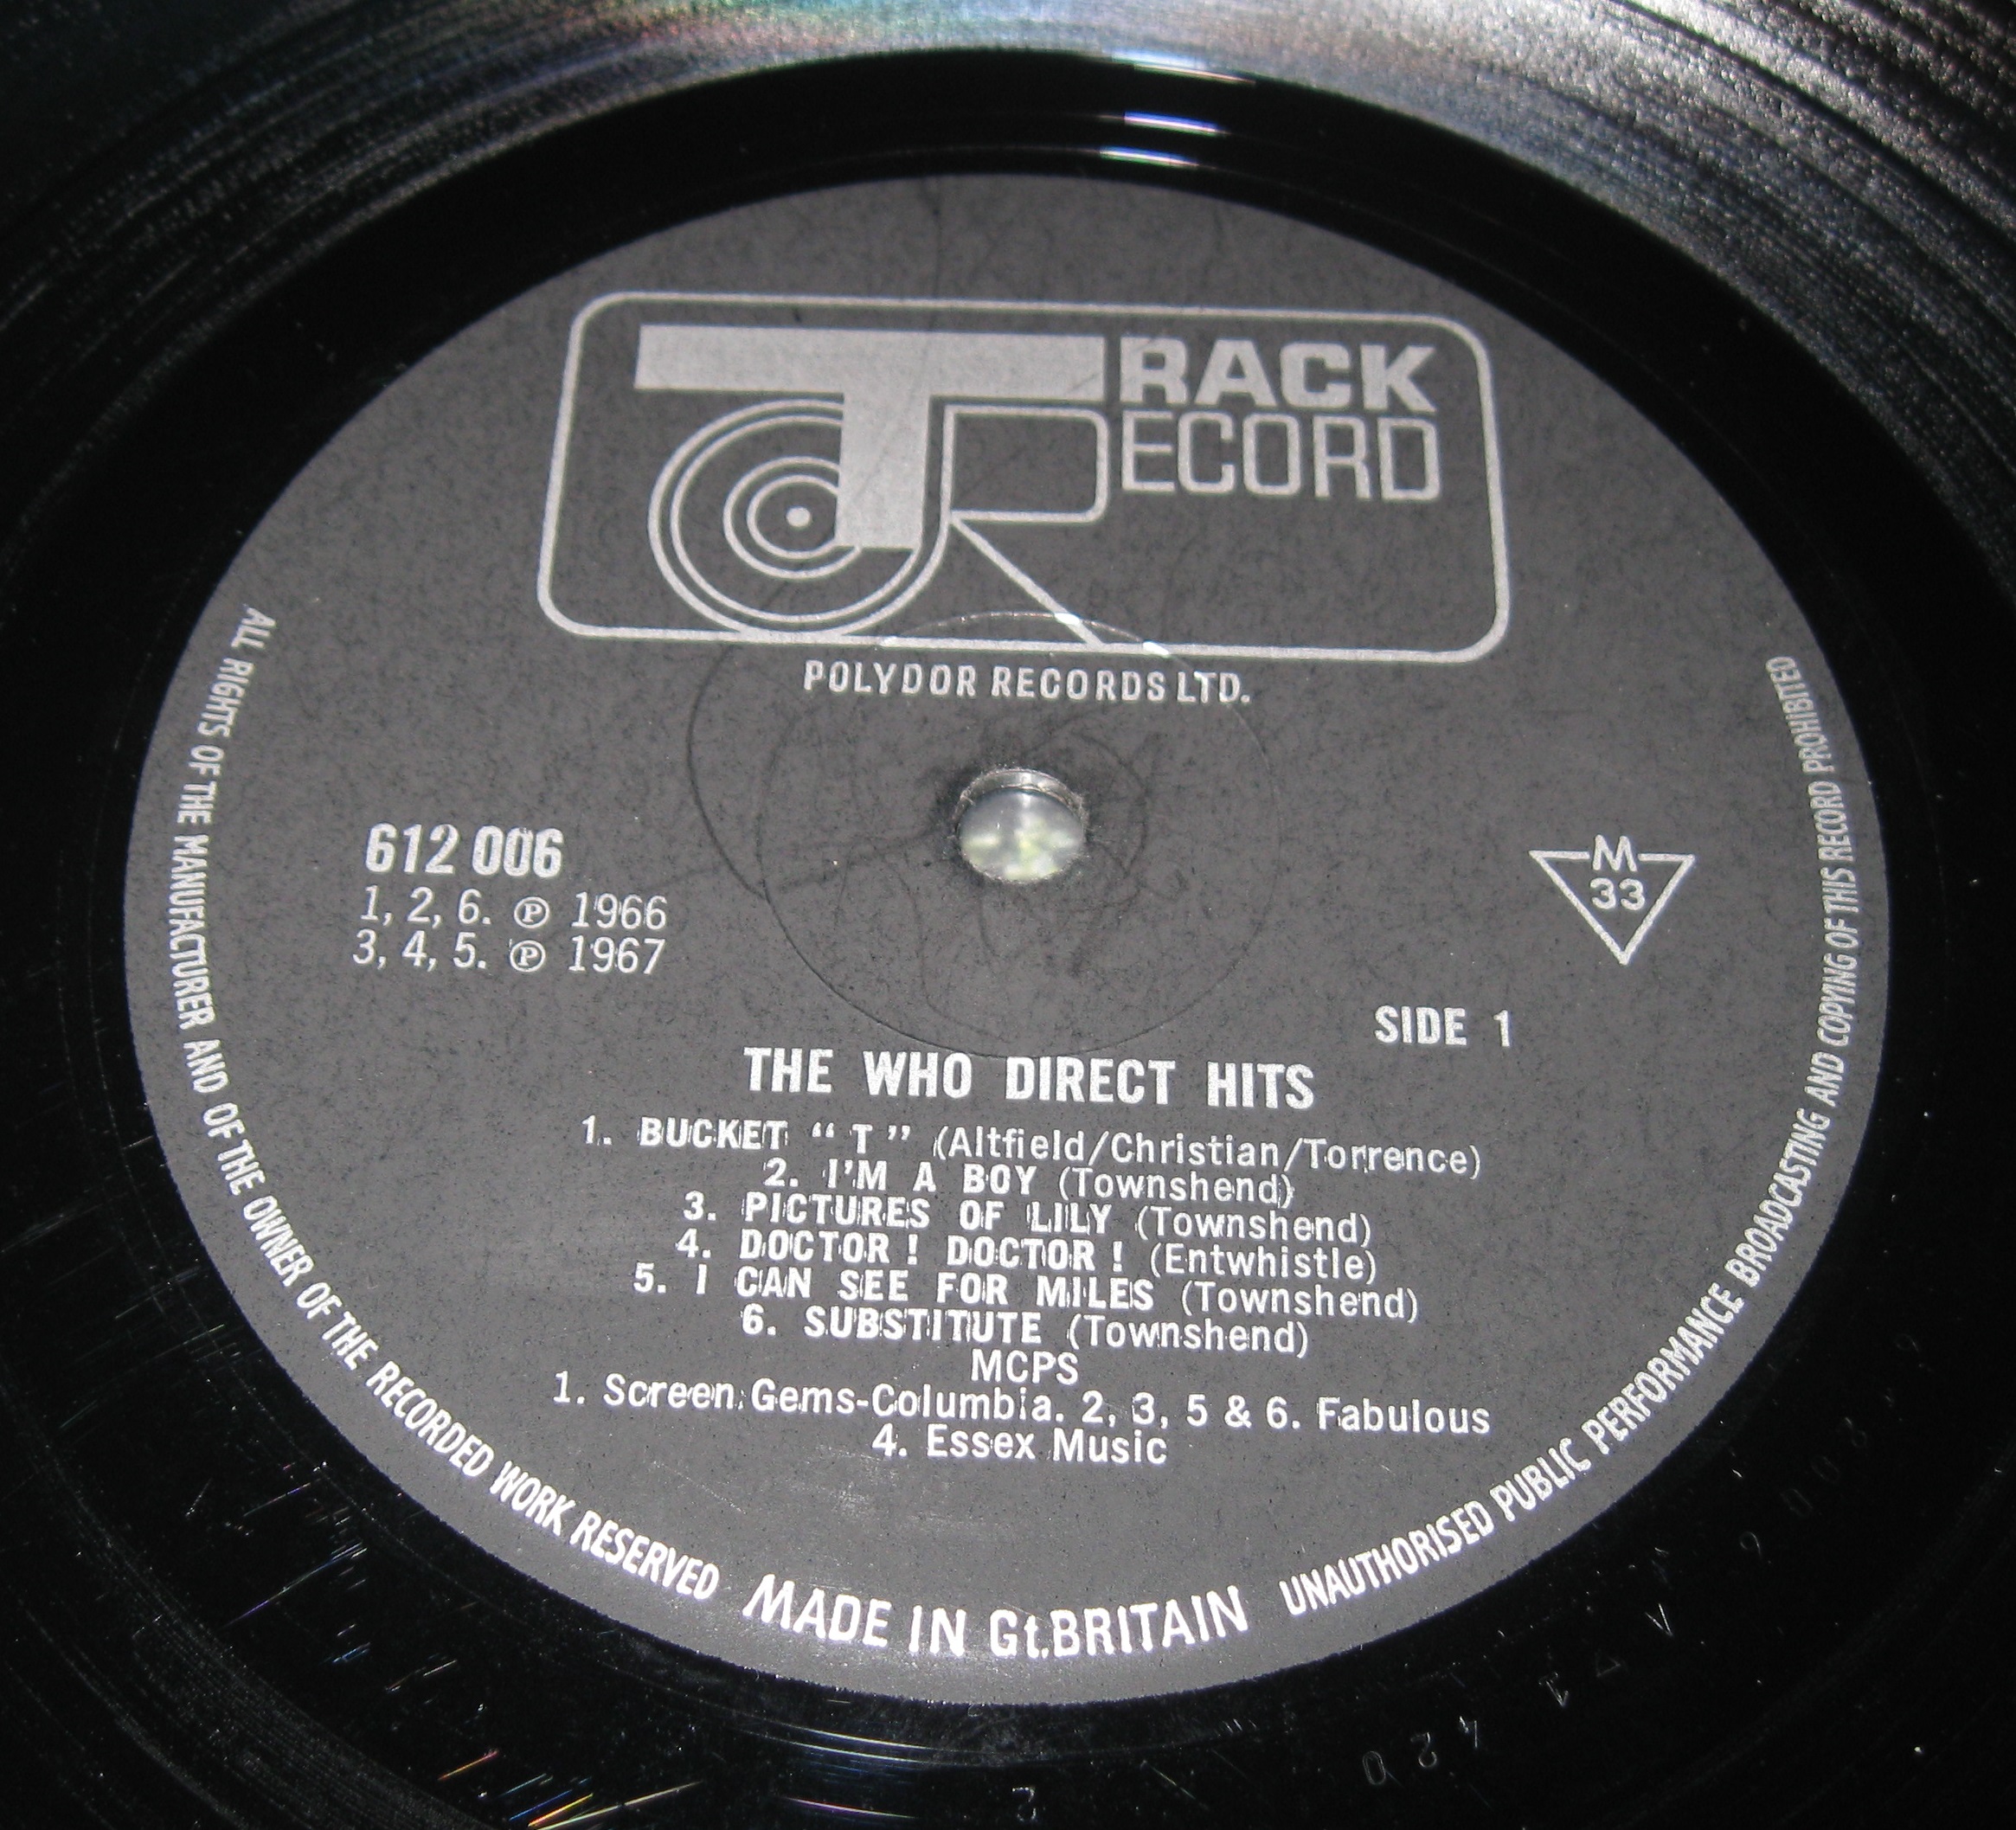 TRACK
RECORD
POLYDOR RECORDS LTD.
612 006
1, 2, 6. ℗ 1966
3, 4, 5. ℗ 1967
M
33
SIDE 1
THE WHO DIRECT HITS
1. BUCKET “ T ” (Altfield/Christian/Torrence)
2. I’M A BOY (Townshend)
3. PICTURES OF LILY (Townshend)
4. DOCTOR ! DOCTOR ! (Entwhistle)
5. I CAN SEE FOR MILES (Townshend)
6. SUBSTITUTE (Townshend)
MCPS
1. Screen Gems-Columbia. 2, 3, 5 & 6. Fabulous
4. Essex Music
ALL RIGHTS OF THE MANUFACTURER AND OF THE OWNER OF THE RECORDED WORK RESERVED MADE IN Gt.BRITAIN UNAUTHORISED PUBLIC PERFORMANCE BROADCASTING AND COPYING OF THIS RECORD PROHIBITED